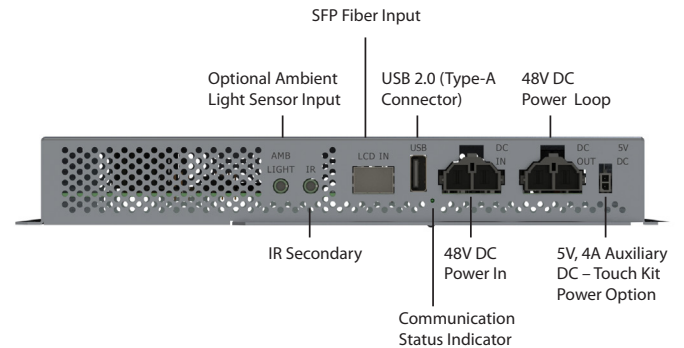 SFP Fiber Input
Optional Ambient
Light Sensor Input
USB 2.0 (Type-A
Connector)
48V DC
Power Loop
AMB
LIGHT
IR
LCD IN
USB
DC
IN
DC
OUT
5V
DC
IR Secondary
48V DC
Power In
5V, 4A Auxiliary
DC – Touch Kit
Power Option
Communication
Status Indicator